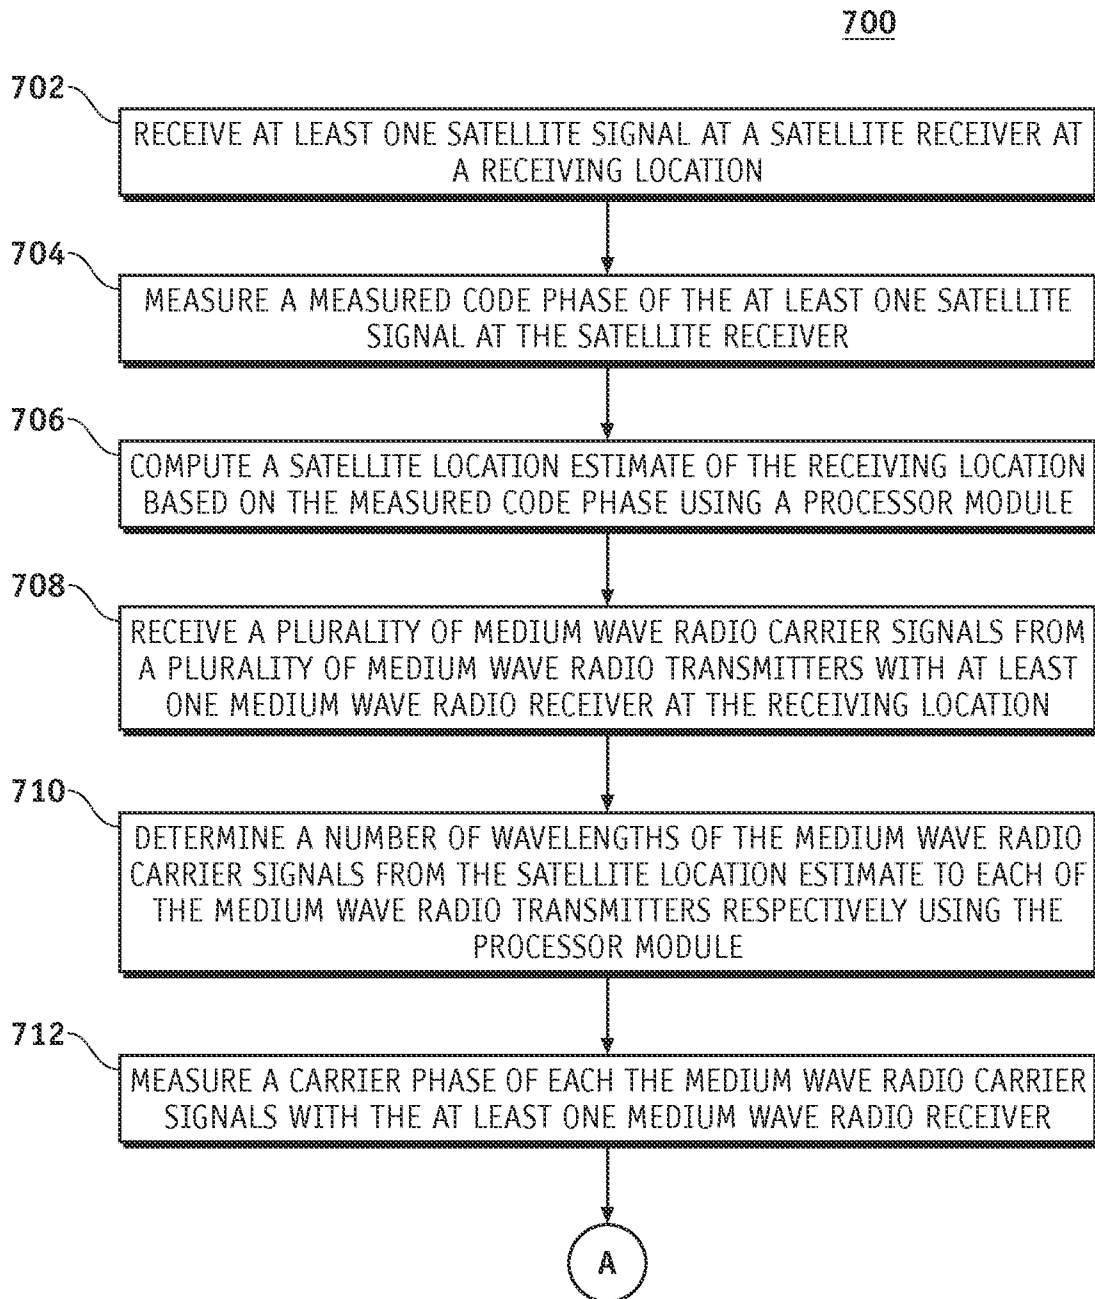 700
702
RECEIVE AT LEAST ONE SATELLITE SIGNAL AT A SATELLITE RECEIVER AT
A RECEIVING LOCATION
704
MEASURE A MEASURED CODE PHASE OF THE AT LEAST ONE SATELLITE
SIGNAL AT THE SATELLITE RECEIVER
706
COMPUTE A SATELLITE LOCATION ESTIMATE OF THE RECEIVING LOCATION
BASED ON THE MEASURED CODE PHASE USING A PROCESSOR MODULE
708
RECEIVE A PLURALITY OF MEDIUM WAVE RADIO CARRIER SIGNALS FROM
A PLURALITY OF MEDIUM WAVE RADIO TRANSMITTERS WITH AT LEAST
ONE MEDIUM WAVE RADIO RECEIVER AT THE RECEIVING LOCATION
710
DETERMINE A NUMBER OF WAVELENGTHS OF THE MEDIUM WAVE RADIO
CARRIER SIGNALS FROM THE SATELLITE LOCATION ESTIMATE TO EACH OF
THE MEDIUM WAVE RADIO TRANSMITTERS RESPECTIVELY USING THE
PROCESSOR MODULE
712
MEASURE A CARRIER PHASE OF EACH THE MEDIUM WAVE RADIO CARRIER
SIGNALS WITH THE AT LEAST ONE MEDIUM WAVE RADIO RECEIVER
A